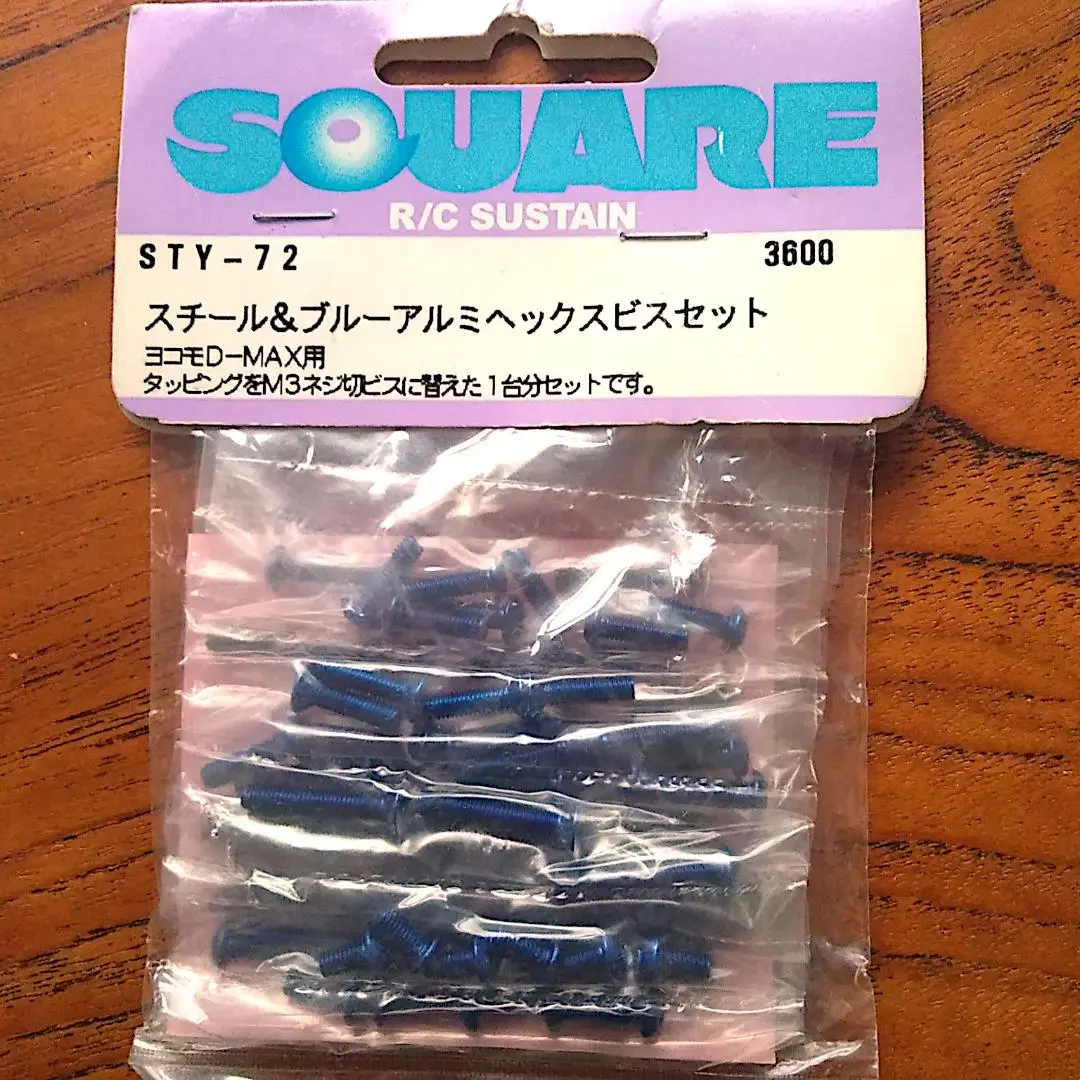 SQUARE
R/C SUSTAIN
STY-72 3600
スチール&ブルーアルミヘックスビスセット
ヨコモD-MAX用
タッピングをM3ネジ切ビスに替えた1台分セットです。